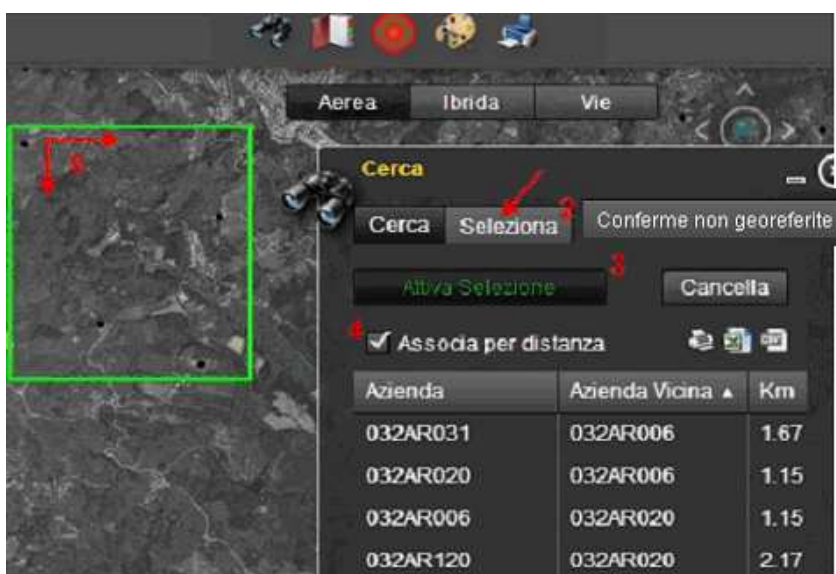 Aerea Ibrida Vie
Cerca
Cerca Seleziona 2 Conferme non georeferite
Attiva Selezione 3 Cancella
4 Associa per distanza
Azienda Azienda Vicina Km
032AR031 032AR006 1.67
032AR020 032AR006 1.15
032AR006 032AR020 1.15
032AR120 032AR020 2.17